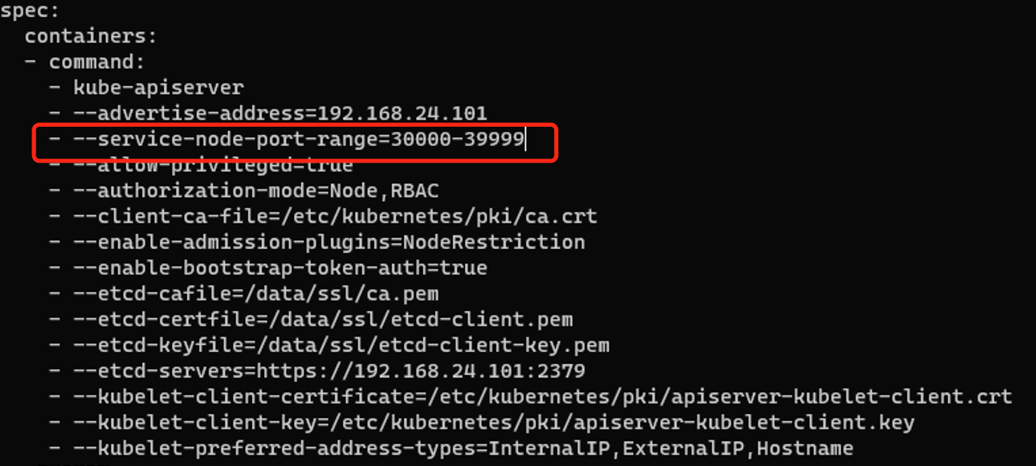 spec:
  containers:
  - command:
    - kube-apiserver
    - --advertise-address=192.168.24.101
    - --service-node-port-range=30000-39999
    - --allow-privileged=true
    - --authorization-mode=Node,RBAC
    - --client-ca-file=/etc/kubernetes/pki/ca.crt
    - --enable-admission-plugins=NodeRestriction
    - --enable-bootstrap-token-auth=true
    - --etcd-cafile=/data/ssl/ca.pem
    - --etcd-certfile=/data/ssl/etcd-client.pem
    - --etcd-keyfile=/data/ssl/etcd-client-key.pem
    - --etcd-servers=https://192.168.24.101:2379
    - --kubelet-client-certificate=/etc/kubernetes/pki/apiserver-kubelet-client.crt
    - --kubelet-client-key=/etc/kubernetes/pki/apiserver-kubelet-client.key
    - --kubelet-preferred-address-types=InternalIP,ExternalIP,Hostname